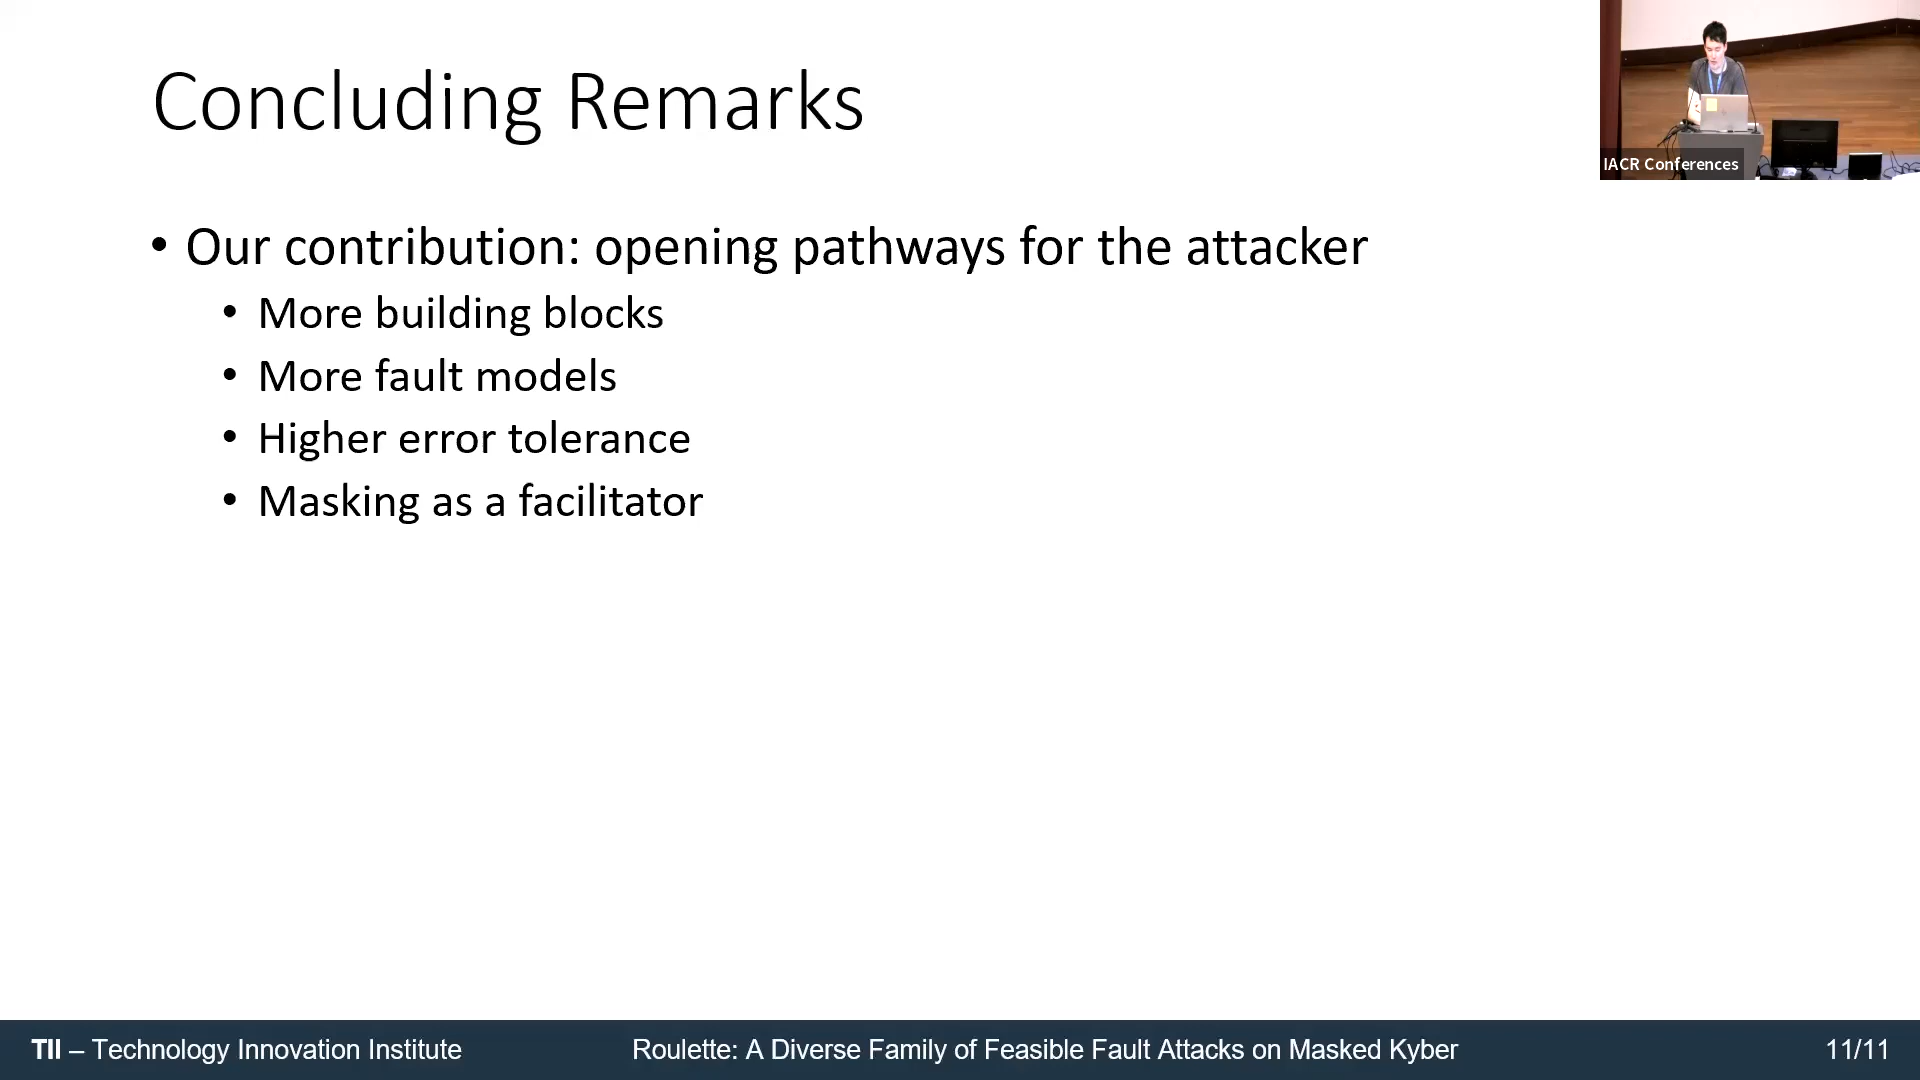 Concluding Remarks
IACR Conferences
• Our contribution: opening pathways for the attacker
• More building blocks
• More fault models
• Higher error tolerance
• Masking as a facilitator
TII – Technology Innovation Institute
Roulette: A Diverse Family of Feasible Fault Attacks on Masked Kyber
11/11